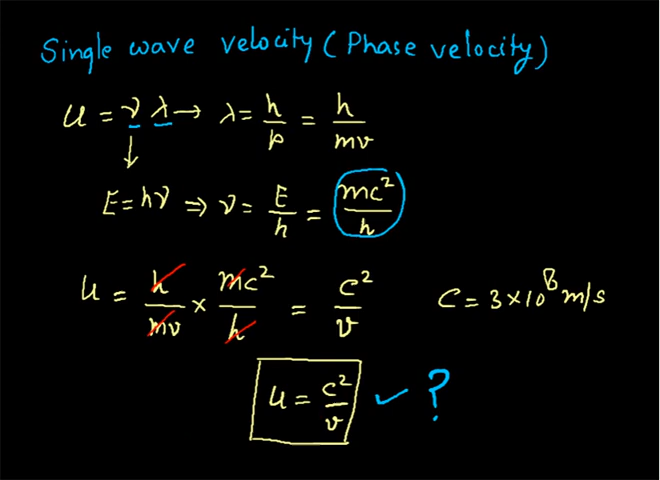 Single wave velocity (Phase velocity)
u = ν λ → λ = h/p = h/mv
↓
E = hν ⇒ ν = E/h = mc²/h
u = h/mv × mc²/h = c²/v    C = 3×10⁸ m/s
u = c²/v ✓ ?